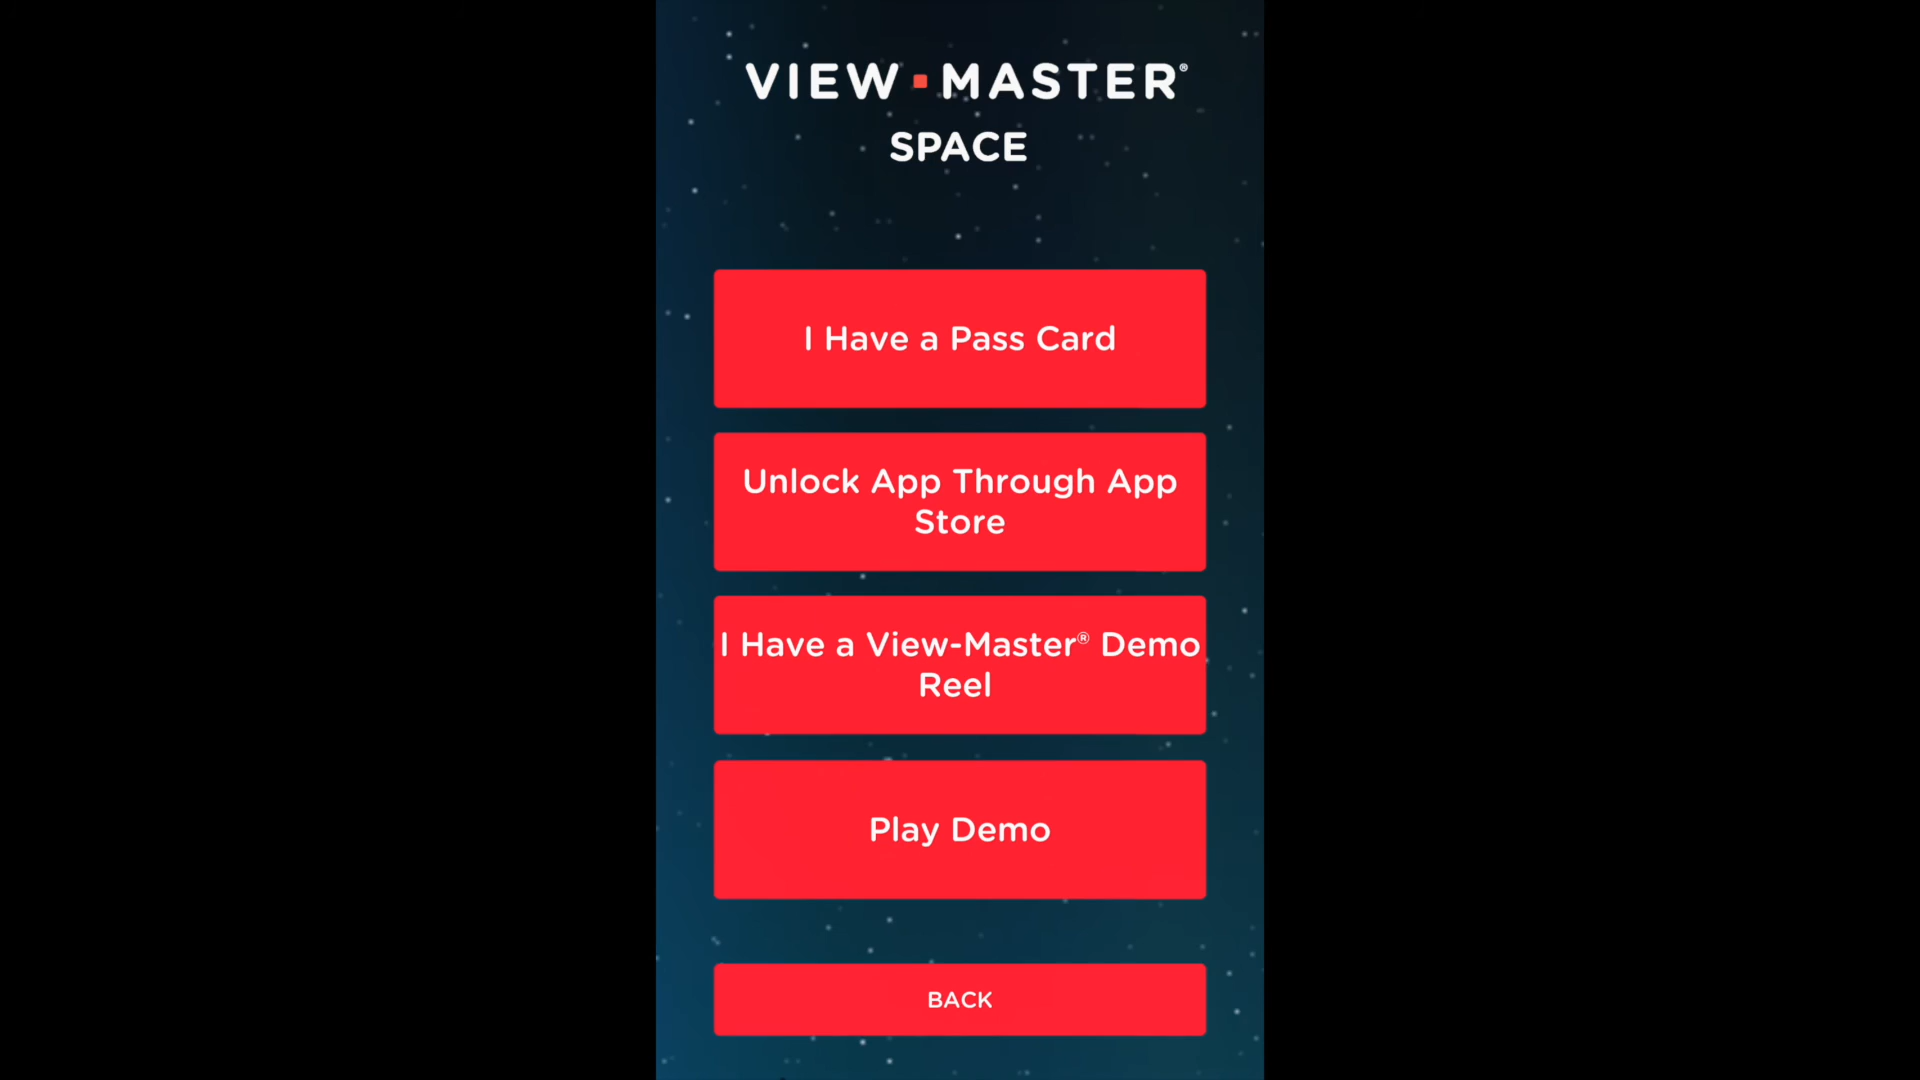 VIEW·MASTER®
SPACE
I Have a Pass Card
Unlock App Through App
Store
I Have a View-Master® Demo
Reel
Play Demo
BACK